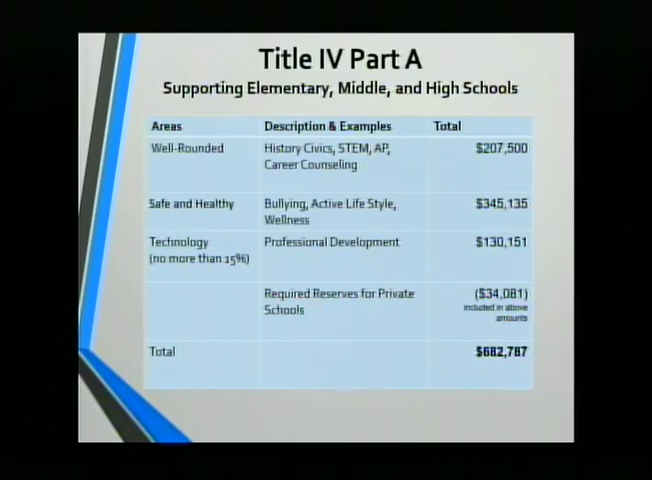 Title IV Part A
Supporting Elementary, Middle, and High Schools
Areas Description & Examples Total
Well-Rounded History Civics, STEM, AP, $207,500
Career Counseling
Safe and Healthy Bullying, Active Life Style, $345,135
Wellness
Technology Professional Development $130,151
(no more than 15%)
Required Reserves for Private ($34,081)
Schools included in above
amounts
Total $682,787